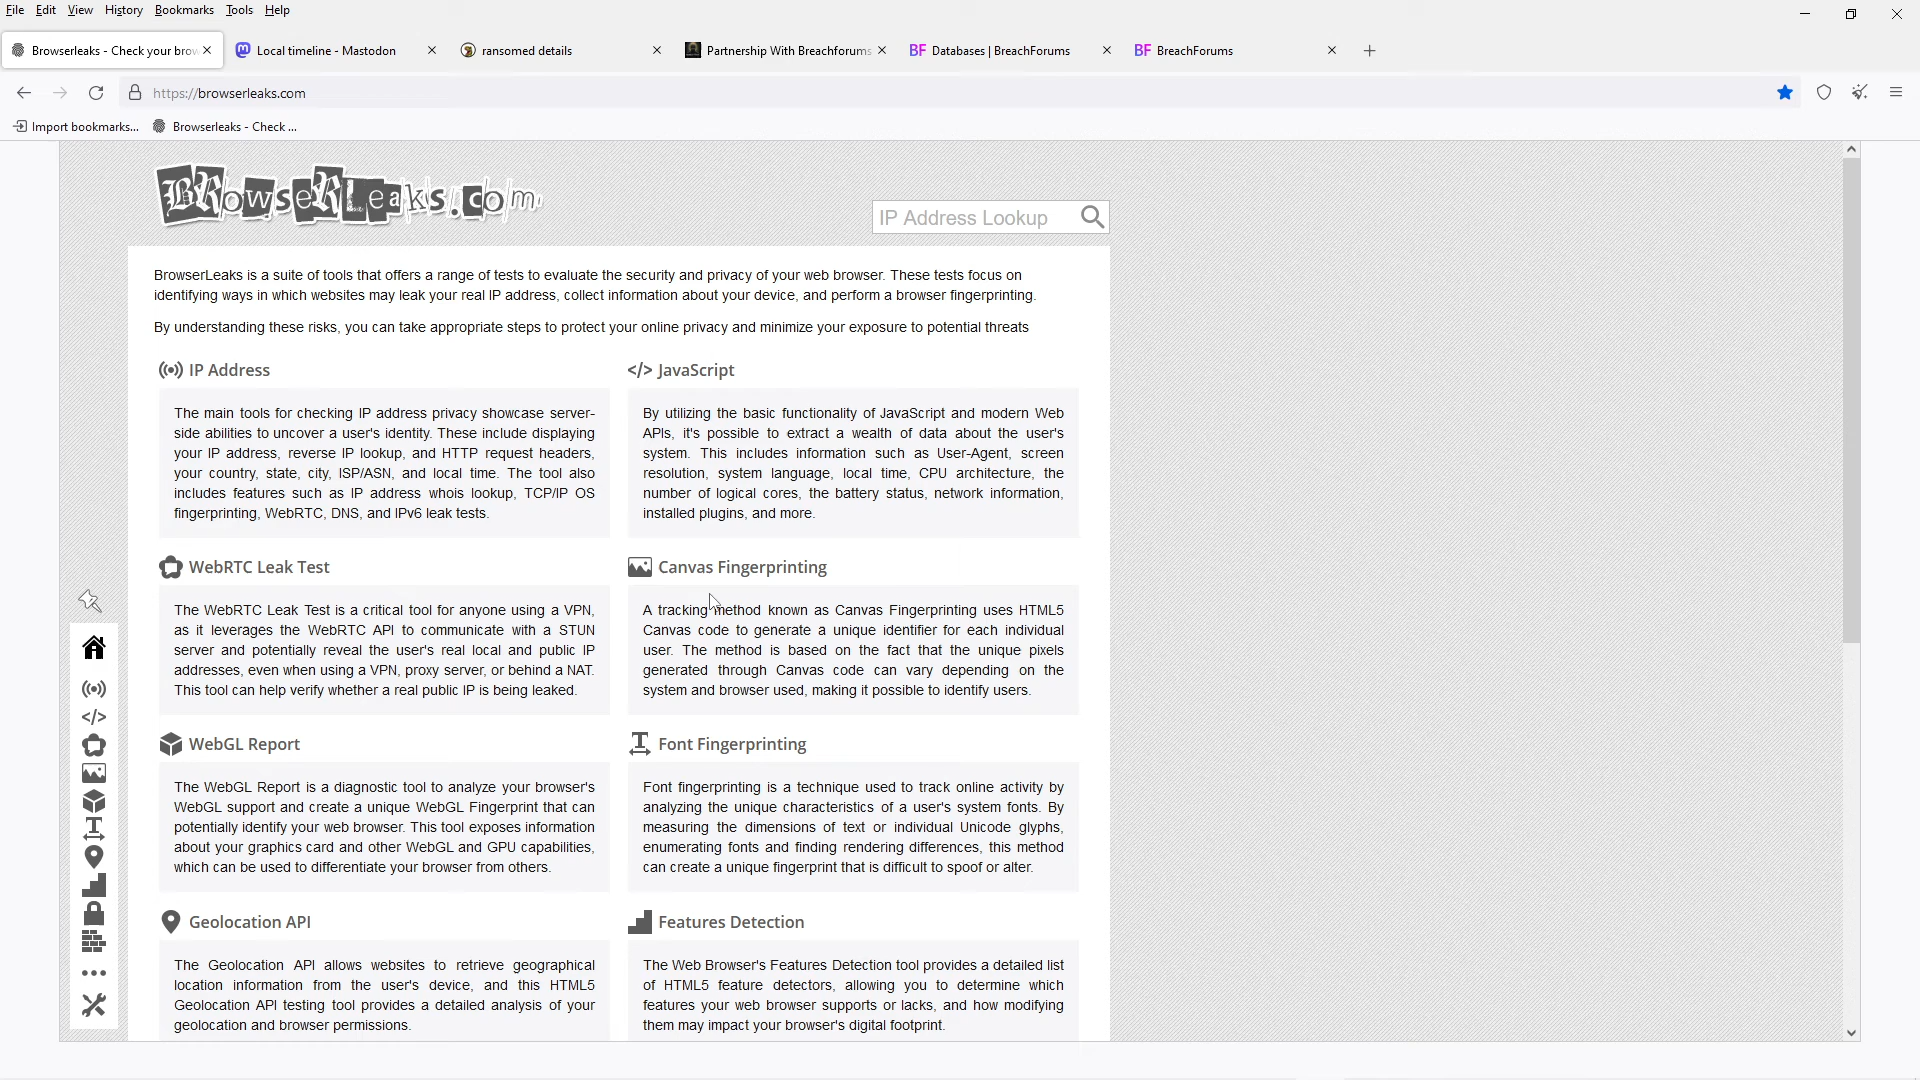 File Edit View History Bookmarks Tools Help
Browserleaks - Check your brow
Local timeline - Mastodon
ransomed details
Partnership With Breachforums
BF Databases | BreachForums
BF BreachForums
https://browserleaks.com
Import bookmarks...
Browserleaks - Check ...
BrowserLeaks.com
IP Address Lookup
BrowserLeaks is a suite of tools that offers a range of tests to evaluate the security and privacy of your web browser. These tests focus on
identifying ways in which websites may leak your real IP address, collect information about your device, and perform a browser fingerprinting.
By understanding these risks, you can take appropriate steps to protect your online privacy and minimize your exposure to potential threats
IP Address
The main tools for checking IP address privacy showcase server-
side abilities to uncover a user's identity. These include displaying
your IP address, reverse IP lookup, and HTTP request headers,
your country, state, city, ISP/ASN, and local time. The tool also
includes features such as IP address whois lookup, TCP/IP OS
fingerprinting, WebRTC, DNS, and IPv6 leak tests.
</> JavaScript
By utilizing the basic functionality of JavaScript and modern Web
APIs, it's possible to extract a wealth of data about the user's
system. This includes information such as User-Agent, screen
resolution, system language, local time, CPU architecture, the
number of logical cores, the battery status, network information,
installed plugins, and more.
WebRTC Leak Test
The WebRTC Leak Test is a critical tool for anyone using a VPN,
as it leverages the WebRTC API to communicate with a STUN
server and potentially reveal the user's real local and public IP
addresses, even when using a VPN, proxy server, or behind a NAT.
This tool can help verify whether a real public IP is being leaked.
Canvas Fingerprinting
A tracking method known as Canvas Fingerprinting uses HTML5
Canvas code to generate a unique identifier for each individual
user. The method is based on the fact that the unique pixels
generated through Canvas code can vary depending on the
system and browser used, making it possible to identify users.
WebGL Report
The WebGL Report is a diagnostic tool to analyze your browser's
WebGL support and create a unique WebGL Fingerprint that can
potentially identify your web browser. This tool exposes information
about your graphics card and other WebGL and GPU capabilities,
which can be used to differentiate your browser from others.
Font Fingerprinting
Font fingerprinting is a technique used to track online activity by
analyzing the unique characteristics of a user's system fonts. By
measuring the dimensions of text or individual Unicode glyphs,
enumerating fonts and finding rendering differences, this method
can create a unique fingerprint that is difficult to spoof or alter.
Geolocation API
The Geolocation API allows websites to retrieve geographical
location information from the user's device, and this HTML5
Geolocation API testing tool provides a detailed analysis of your
geolocation and browser permissions.
Features Detection
The Web Browser's Features Detection tool provides a detailed list
of HTML5 feature detectors, allowing you to determine which
features your web browser supports or lacks, and how modifying
them may impact your browser's digital footprint.